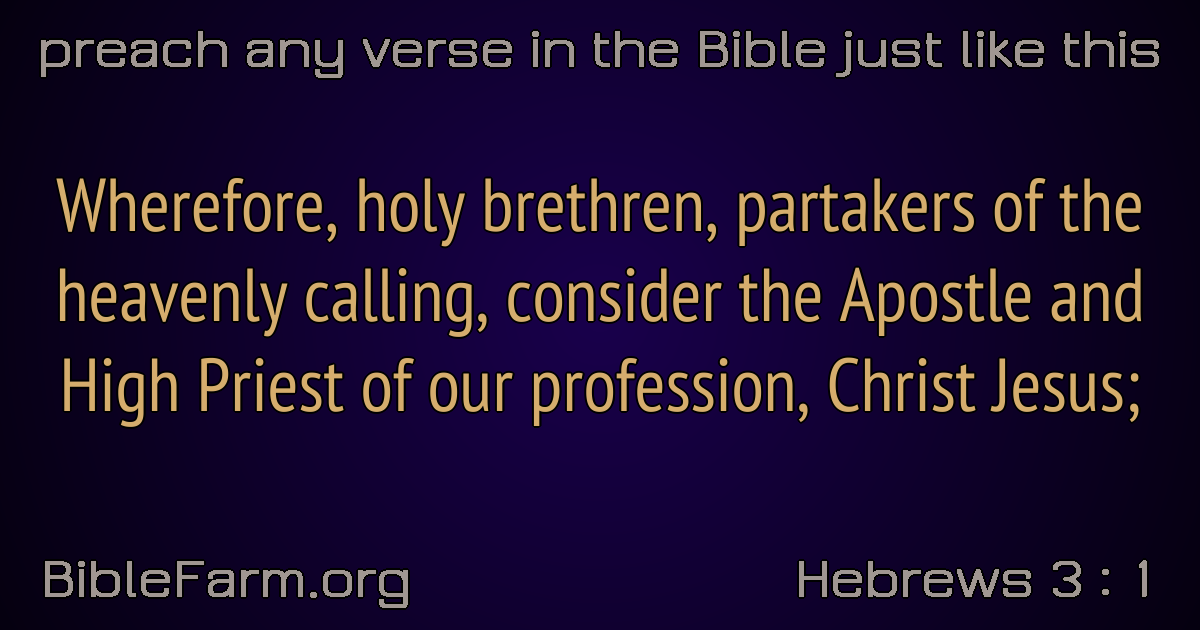 preach any verse in the Bible just like this
Wherefore, holy brethren, partakers of the
heavenly calling, consider the Apostle and
High Priest of our profession, Christ Jesus;
BibleFarm.org
Hebrews 3 : 1